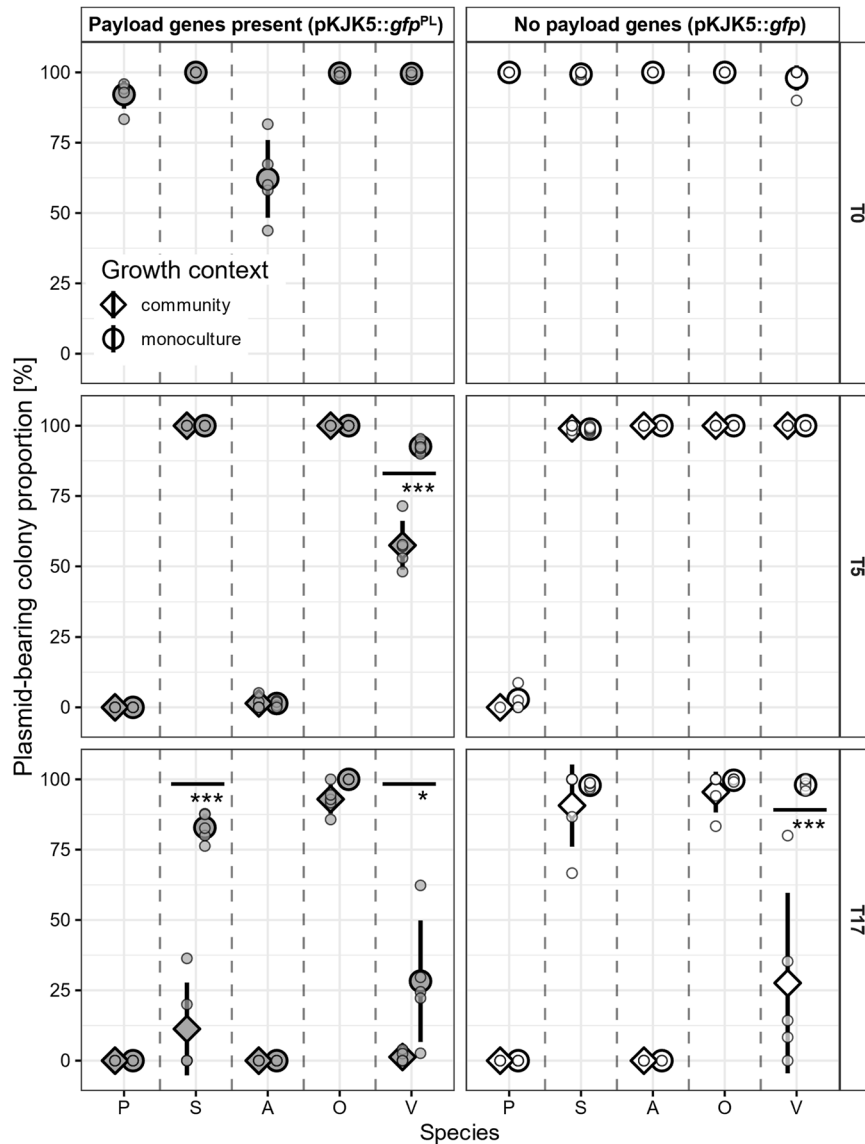 Payload genes present (pKJK5::gfpᴾᴸ)
No payload genes (pKJK5::gfp)
Plasmid-bearing colony proportion [%]
100
75
50
25
0
T0
Growth context
community
monoculture
100
75
50
25
0
***
T5
100
75
50
25
0
***
*
***
T17
P S A O V
P S A O V
Species